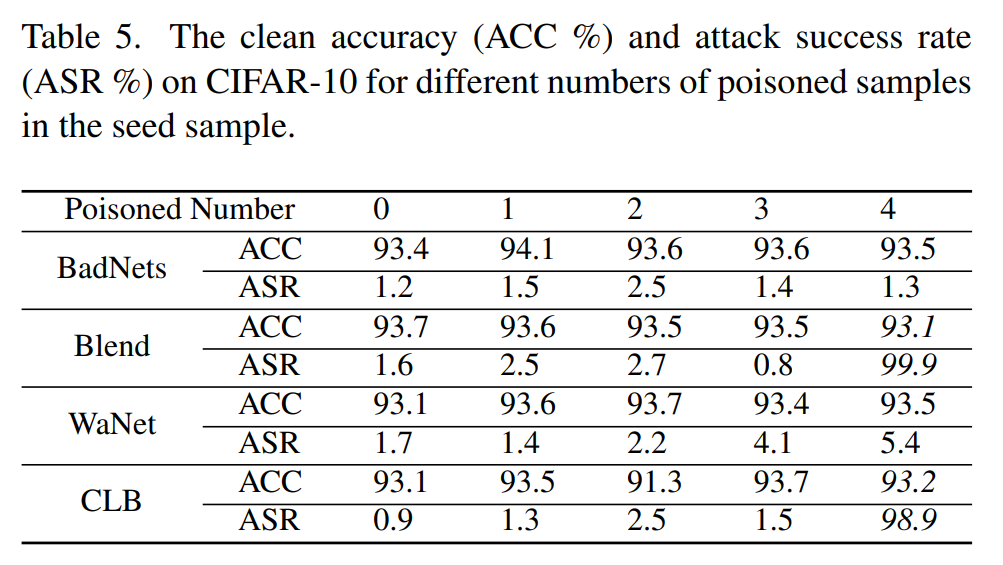 Table 5. The clean accuracy (ACC %) and attack success rate
(ASR %) on CIFAR-10 for different numbers of poisoned samples
in the seed sample.
Poisoned Number 0 1 2 3 4
BadNets ACC 93.4 94.1 93.6 93.6 93.5
ASR 1.2 1.5 2.5 1.4 1.3
Blend ACC 93.7 93.6 93.5 93.5 93.1
ASR 1.6 2.5 2.7 0.8 99.9
WaNet ACC 93.1 93.6 93.7 93.4 93.5
ASR 1.7 1.4 2.2 4.1 5.4
CLB ACC 93.1 93.5 91.3 93.7 93.2
ASR 0.9 1.3 2.5 1.5 98.9